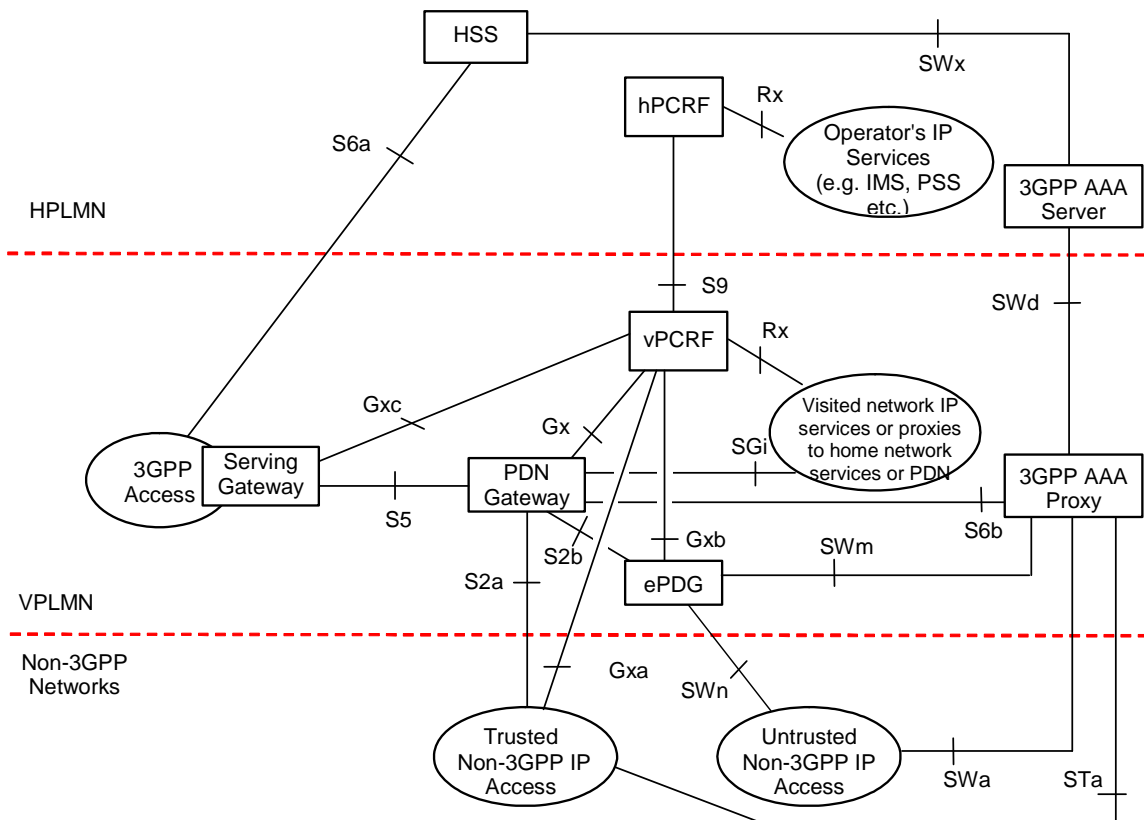 HSS
SWx
hPCRF
Rx
Operator's IP
Services
(e.g. IMS, PSS
etc.)
S6a
3GPP AAA
Server
HPLMN
S9
SWd
vPCRF
Rx
Gxc
Gx
Visited network IP
services or proxies
to home network
services or PDN
SGi
3GPP
Access
Serving
Gateway
PDN
Gateway
3GPP AAA
Proxy
S5
S6b
S2b
Gxb
SWm
S2a
ePDG
VPLMN
Non-3GPP
Networks
Gxa
SWn
Trusted
Non-3GPP IP
Access
Untrusted
Non-3GPP IP
Access
SWa
STa